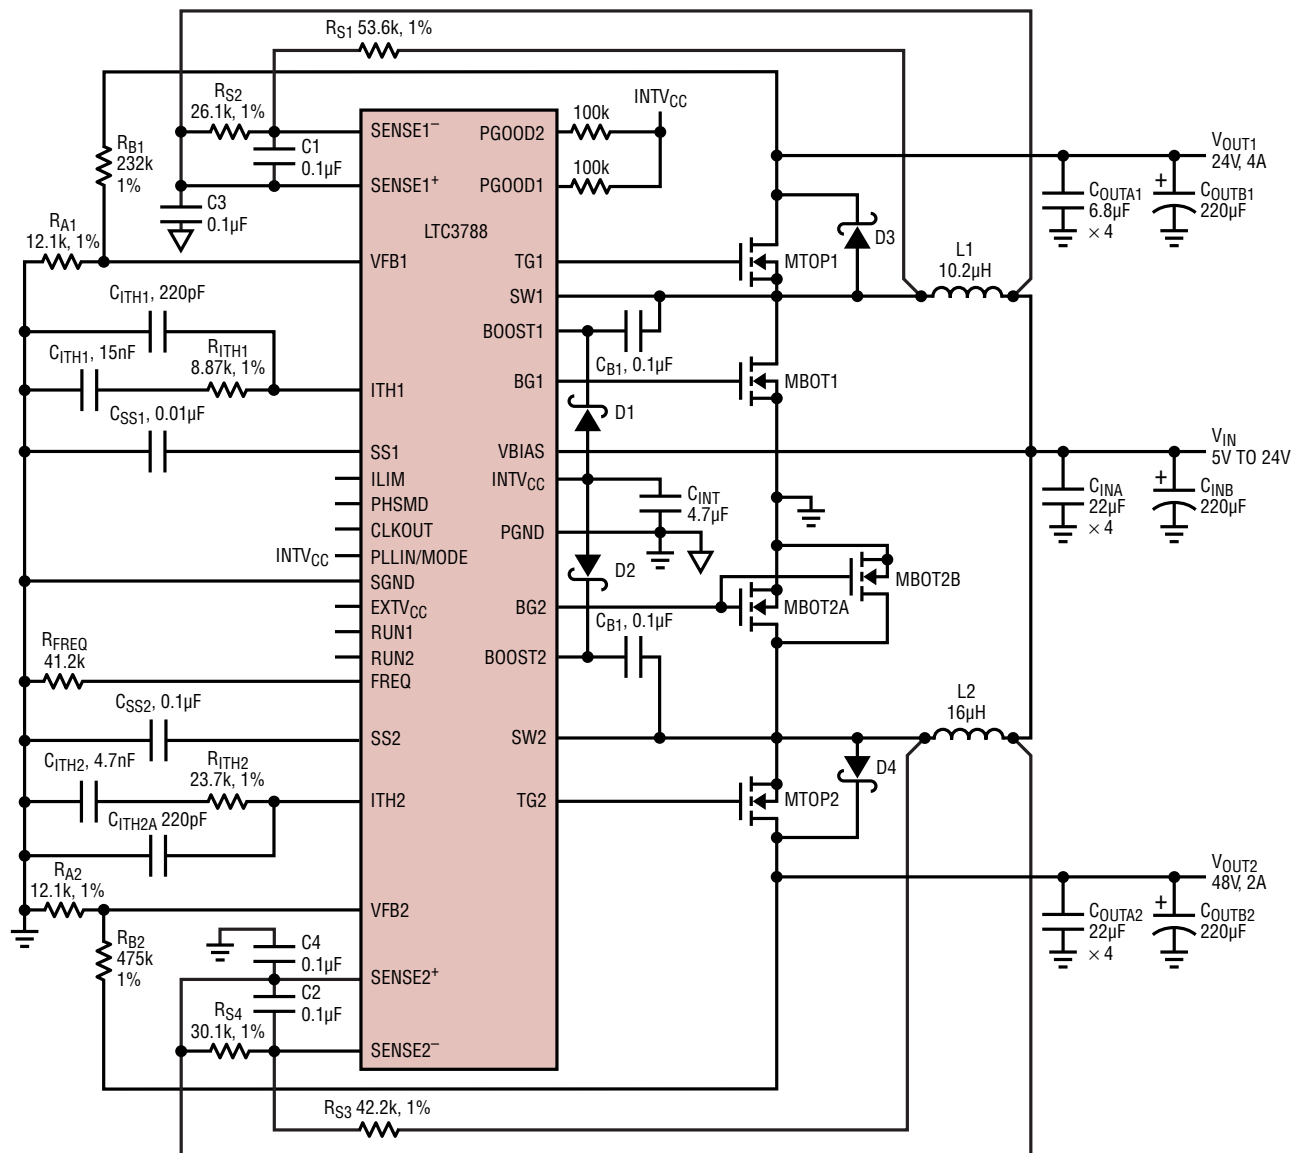 RS1 53.6k, 1%
RS2
26.1k, 1%
RB1
232k
1%
C1
0.1µF
C3
0.1µF
RA1
12.1k, 1%
CITH1, 220pF
CITH1, 15nF
RITH1
8.87k, 1%
CSS1, 0.01µF
INTVCC
RFREQ
41.2k
CSS2, 0.1µF
CITH2, 4.7nF
RITH2
23.7k, 1%
CITH2A 220pF
RA2
12.1k, 1%
RB2
475k
1%
C4
0.1µF
C2
0.1µF
RS4
30.1k, 1%
RS3 42.2k, 1%
LTC3788
SENSE1–
SENSE1+
VFB1
ITH1
SS1
ILIM
PHSMD
CLKOUT
PLLIN/MODE
SGND
EXTVCC
RUN1
RUN2
FREQ
SS2
ITH2
VFB2
SENSE2+
SENSE2–
PGOOD2
PGOOD1
TG1
SW1
BOOST1
BG1
VBIAS
INTVCC
PGND
BG2
BOOST2
SW2
TG2
100k
INTVCC
100k
CB1, 0.1µF
D1
CINT
4.7µF
D2
CB1, 0.1µF
MTOP1
D3
MBOT1
MBOT2B
MBOT2A
MTOP2
D4
L1
10.2µH
L2
16µH
VOUT1
24V, 4A
COUTA1
6.8µF
× 4
+
COUTB1
220µF
VIN
5V TO 24V
CINA
22µF
× 4
+
CINB
220µF
VOUT2
48V, 2A
COUTA2
22µF
× 4
+
COUTB2
220µF